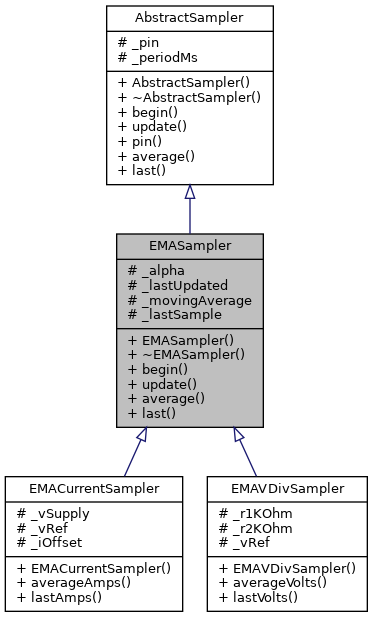 AbstractSampler
# _pin
# _periodMs
+ AbstractSampler()
+ ~AbstractSampler()
+ begin()
+ update()
+ pin()
+ average()
+ last()
EMASampler
# _alpha
# _lastUpdated
# _movingAverage
# _lastSample
+ EMASampler()
+ ~EMASampler()
+ begin()
+ update()
+ average()
+ last()
EMACurrentSampler
# _vSupply
# _vRef
# _iOffset
+ EMACurrentSampler()
+ averageAmps()
+ lastAmps()
EMAVDivSampler
# _r1KOhm
# _r2KOhm
# _vRef
+ EMAVDivSampler()
+ averageVolts()
+ lastVolts()